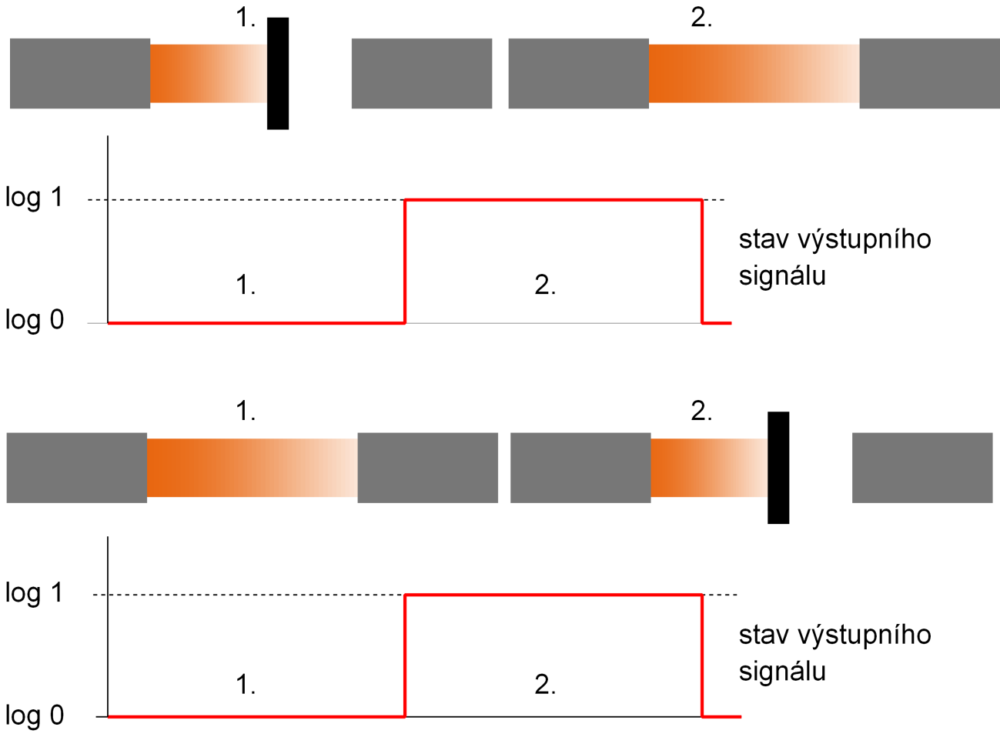 1.
2.
log 1
stav výstupního
signálu
1.
2.
log 0
1.
2.
log 1
stav výstupního
signálu
1.
2.
log 0